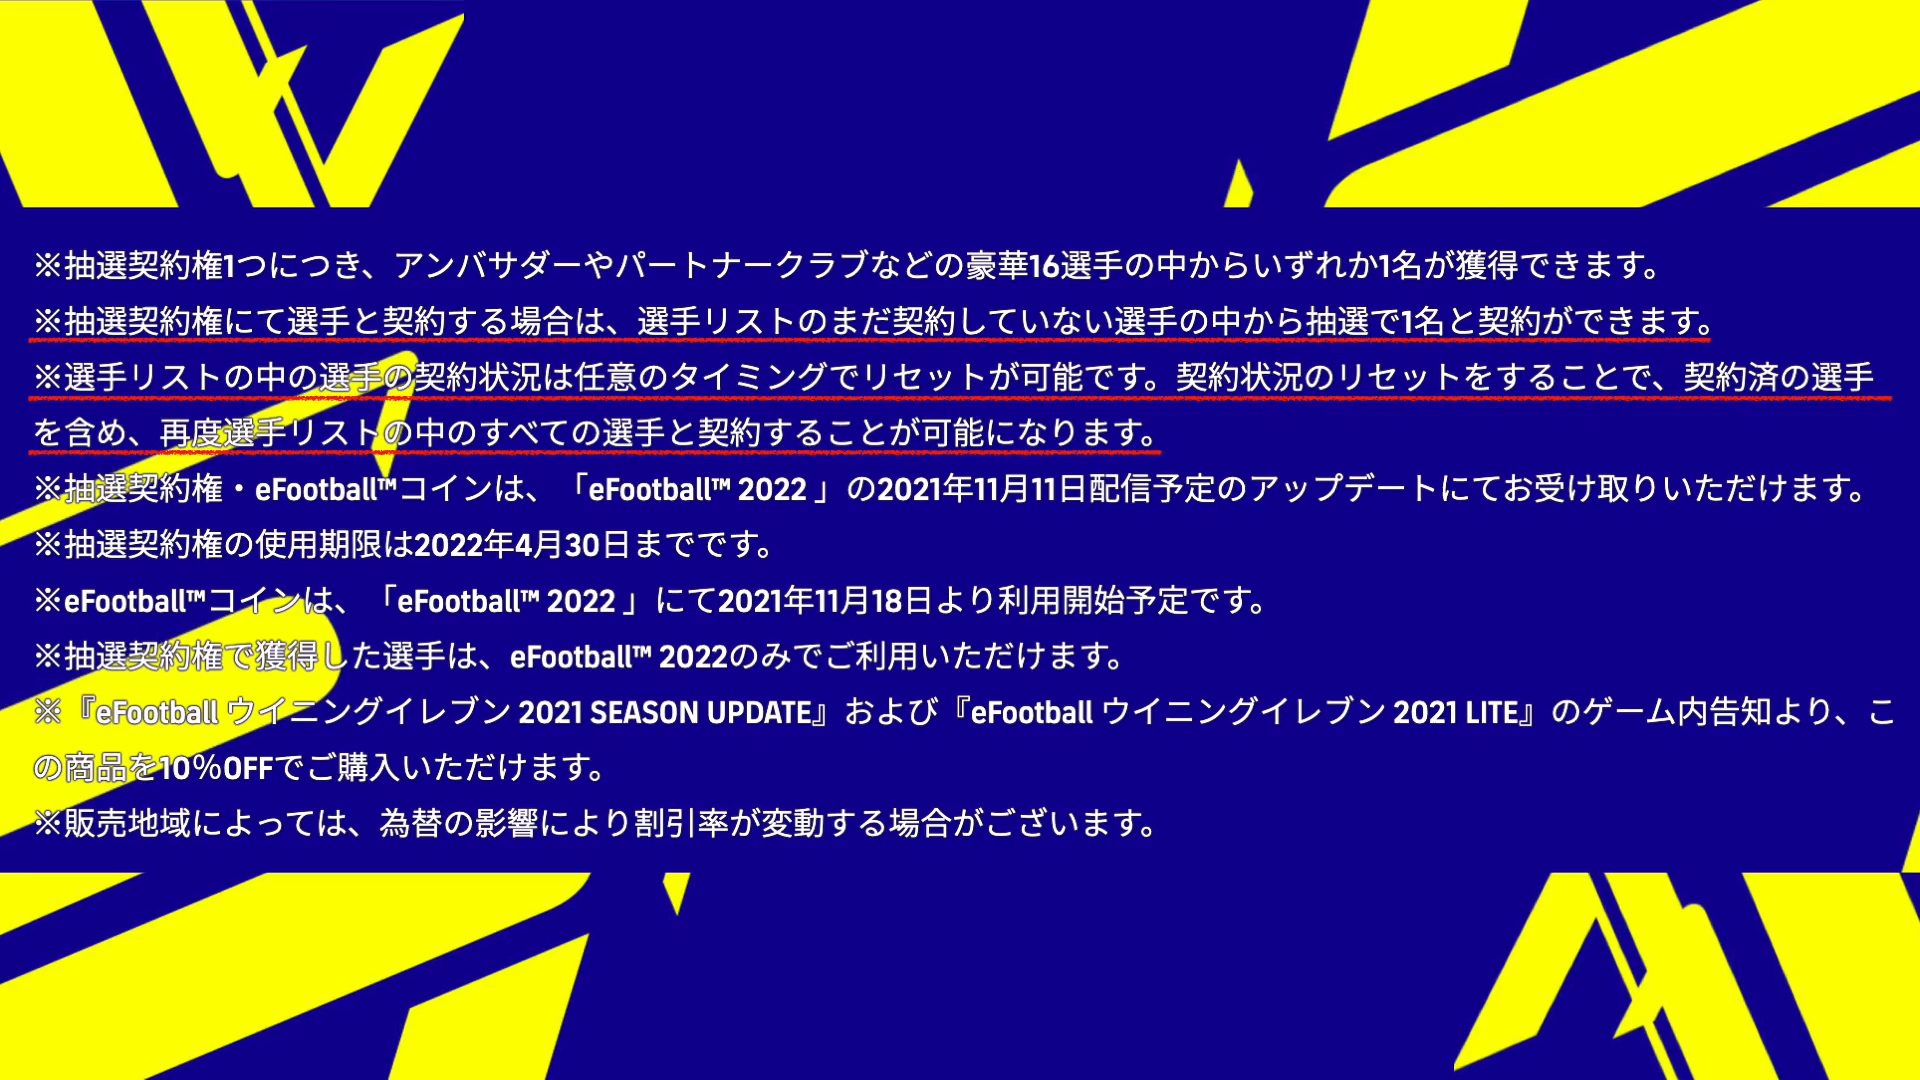 ※抽選契約権1つにつき、アンバサダーやパートナークラブなどの豪華16選手の中からいずれか1名が獲得できます。
※抽選契約権にて選手と契約する場合は、選手リストのまだ契約していない選手の中から抽選で1名と契約ができます。
※選手リストの中の選手の契約状況は任意のタイミングでリセットが可能です。契約状況のリセットをすることで、契約済の選手
を含め、再度選手リストの中のすべての選手と契約することが可能になります。
※抽選契約権・eFootball™コインは、「eFootball™ 2022 」の2021年11月11日配信予定のアップデートにてお受け取りいただけます。
※抽選契約権の使用期限は2022年4月30日までです。
※eFootball™コインは、「eFootball™ 2022 」にて2021年11月18日より利用開始予定です。
※抽選契約権で獲得した選手は、eFootball™ 2022のみでご利用いただけます。
※『eFootball ウイニングイレブン 2021 SEASON UPDATE』および『eFootball ウイニングイレブン 2021 LITE』のゲーム内告知より、こ
の商品を10%OFFでご購入いただけます。
※販売地域によっては、為替の影響により割引率が変動する場合がございます。